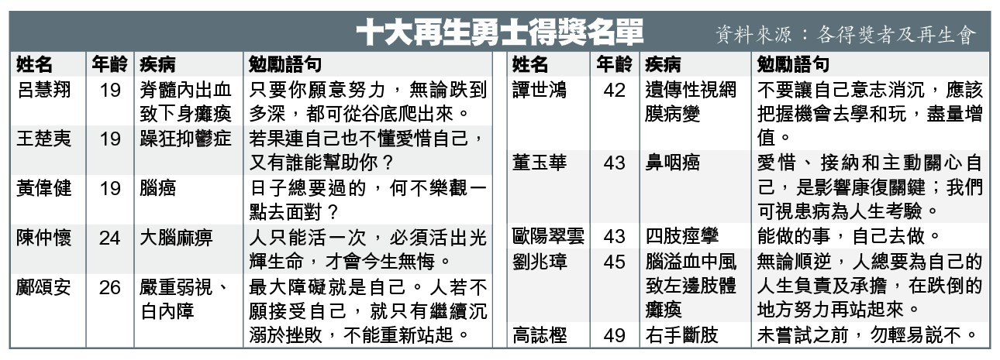 十大再生勇士得獎名單
資料來源：各得獎者及再生會
姓名 年齡 疾病 勉勵語句
呂慧翔 19 脊髓內出血 只要你願意努力，無論跌到
致下身癱瘓 多深，都可從谷底爬出來。
王楚夷 19 躁狂抑鬱症 若果連自己也不懂愛惜自己，
又有誰能幫助你？
黃偉健 19 腦癌 日子總要過的，何不樂觀一
點去面對？
陳仲懷 24 大腦麻痹 人只能活一次，必須活出光
輝生命，才會今生無悔。
鄺頌安 26 嚴重弱視、 最大障礙就是自己。人若不
白內障 願接受自己，就只有繼續沉
溺於挫敗，不能重新站起。
姓名 年齡 疾病 勉勵語句
譚世鴻 42 遺傳性視網 不要讓自己意志消沉，應該
膜病變 把握機會去學和玩，盡量增
值。
董玉華 43 鼻咽癌 愛惜、接納和主動關心自
己，是影響康復關鍵；我們
可視患病為人生考驗。
歐陽翠雲 43 四肢痙攣 能做的事，自己去做。
劉兆璋 45 腦溢血中風 無論順逆，人總要為自己的
致左邊肢體 人生負責及承擔，在跌倒的
癱瘓 地方努力再站起來。
高誌樫 49 右手斷肢 未嘗試之前，勿輕易説不。